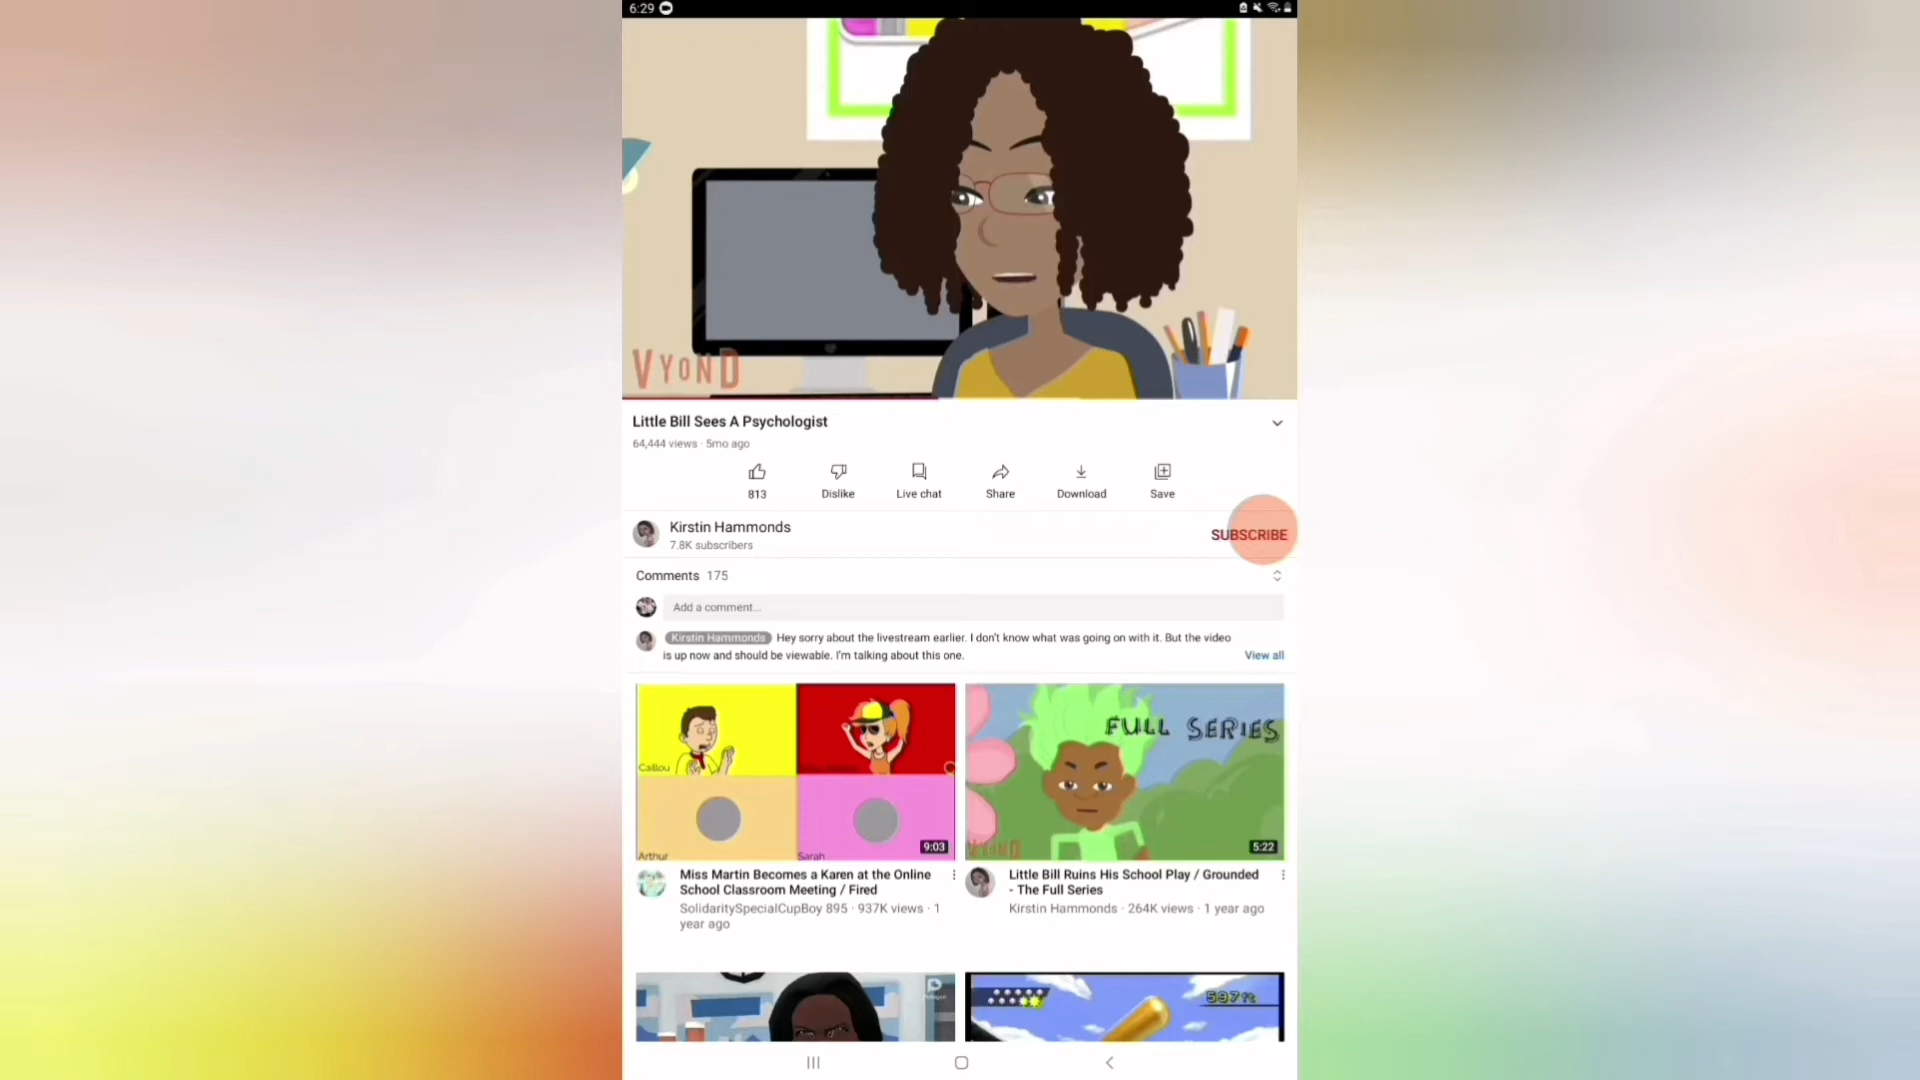 6:29
VYOND
Little Bill Sees A Psychologist
64,444 views · 5mo ago
813
Dislike
Live chat
Share
Download
Save
Kirstin Hammonds
7.8K subscribers
SUBSCRIBE
Comments 175
Add a comment...
Kirstin Hammonds Hey sorry about the livestream earlier. I don't know what was going on with it. But the video
is up now and should be viewable. I'm talking about this one.
View all
Caillou
Arthur
Sarah
9:03
FULL SERIES
VYOND
5:22
Miss Martin Becomes a Karen at the Online
School Classroom Meeting / Fired
SolidaritySpecialCupBoy 895 · 937K views · 1
year ago
Little Bill Ruins His School Play / Grounded
- The Full Series
Kirstin Hammonds · 264K views · 1 year ago
597ft